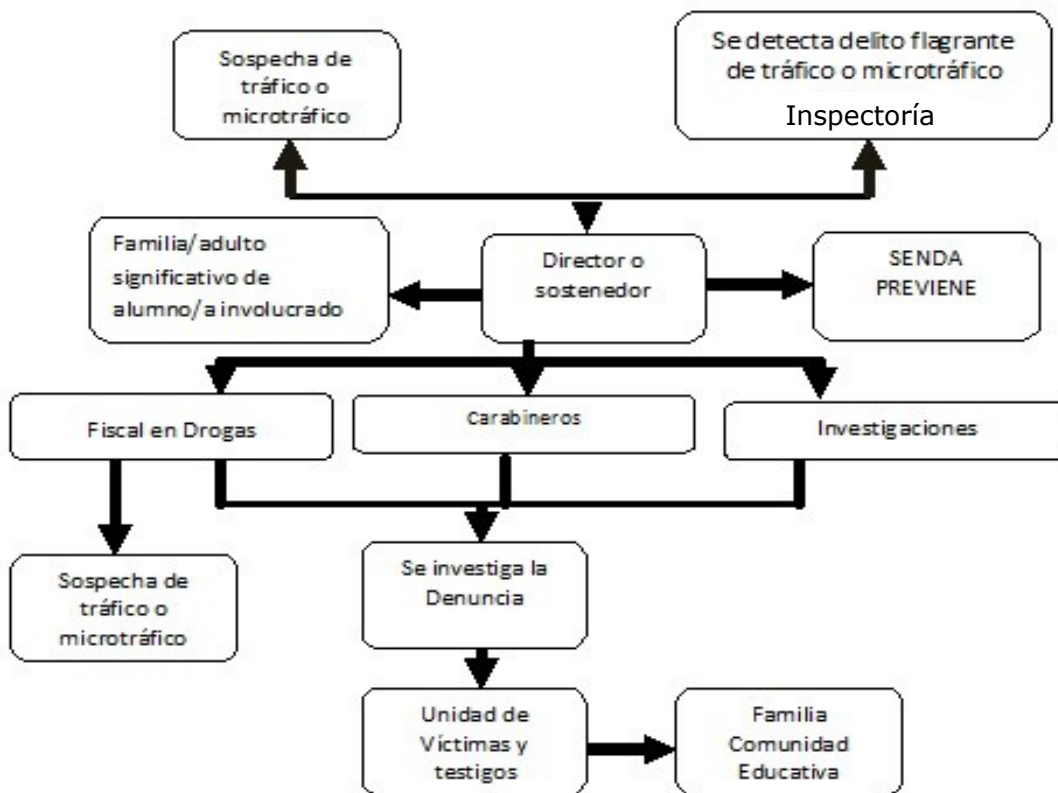 Sospecha de
tráfico o
microtráfico
Se detecta delito flagrante
de tráfico o microtráfico
Inspectoría
Familia/adulto
significativo de
alumno/a involucrado
Director o
sostenedor
SENDA
PREVIENE
Fiscal en Drogas
Carabineros
Investigaciones
Sospecha de
tráfico o
microtráfico
Se investiga la
Denuncia
Unidad de
Víctimas y
testigos
Familia
Comunidad
Educativa